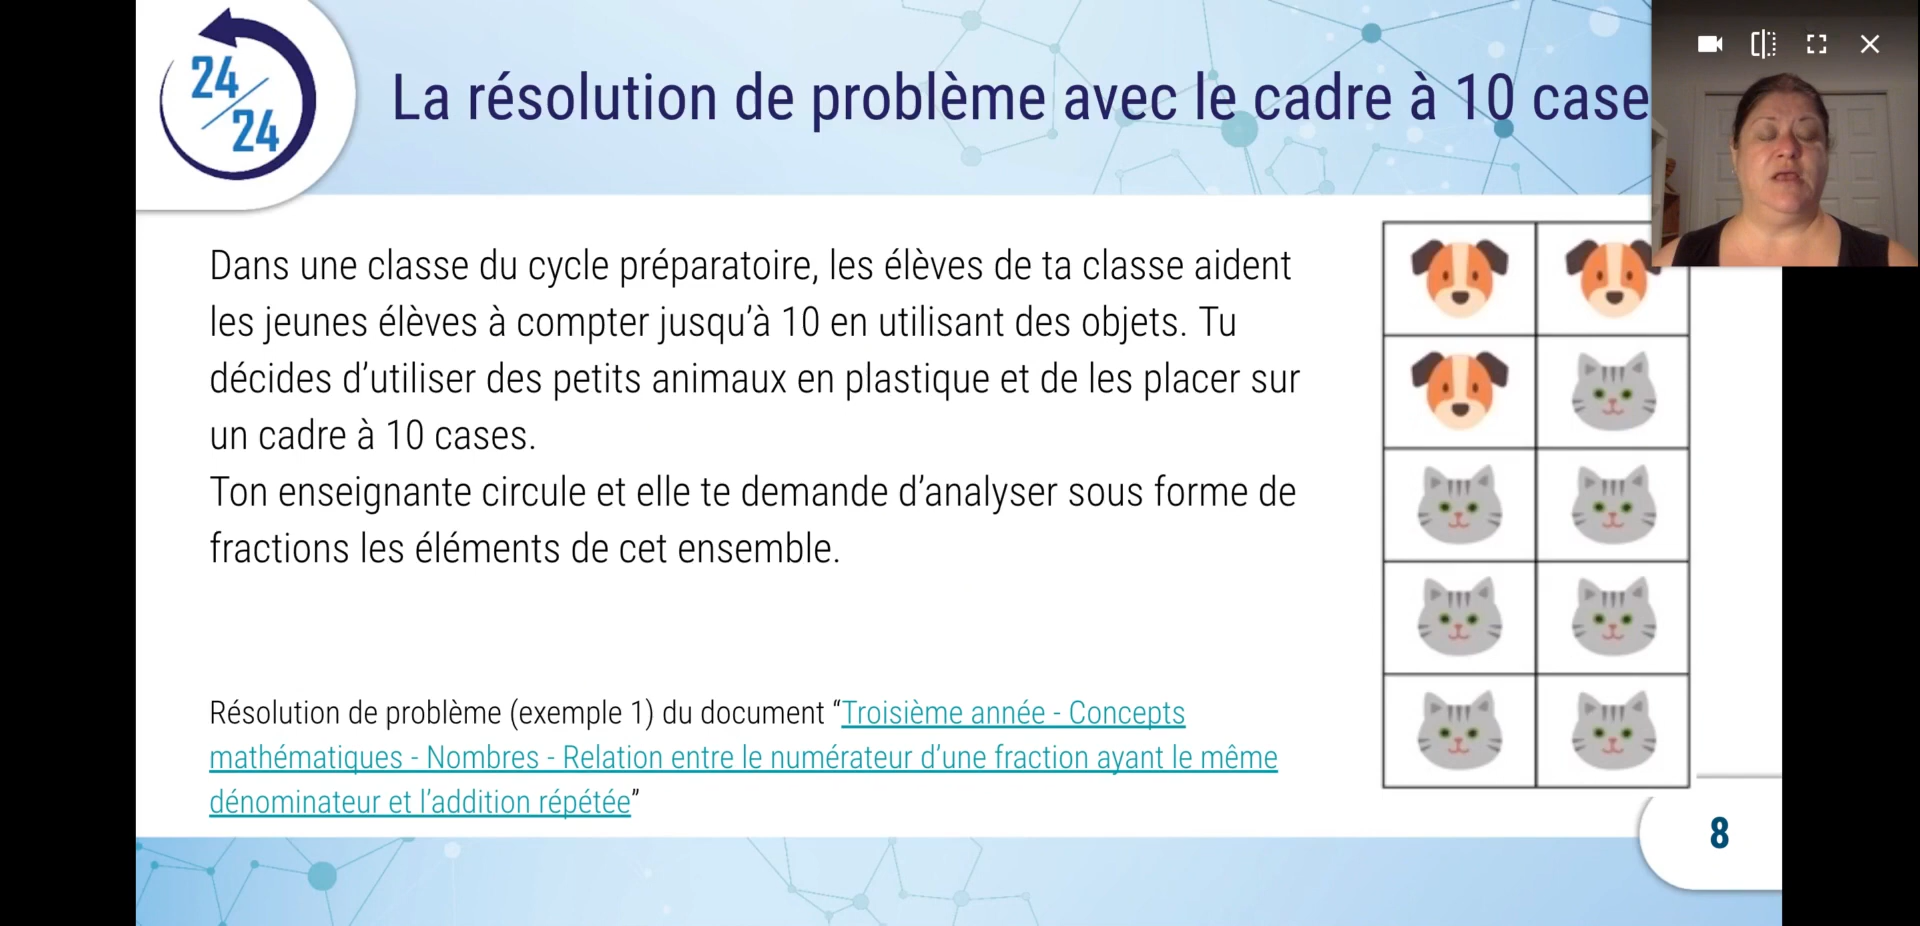 24
24
La résolution de problème avec le cadre à 10 case
Dans une classe du cycle préparatoire, les élèves de ta classe aident
les jeunes élèves à compter jusqu’à 10 en utilisant des objets. Tu
décides d’utiliser des petits animaux en plastique et de les placer sur
un cadre à 10 cases.
Ton enseignante circule et elle te demande d’analyser sous forme de
fractions les éléments de cet ensemble.
Résolution de problème (exemple 1) du document “Troisième année - Concepts
mathématiques - Nombres - Relation entre le numérateur d’une fraction ayant le même
dénominateur et l’addition répétée”
8